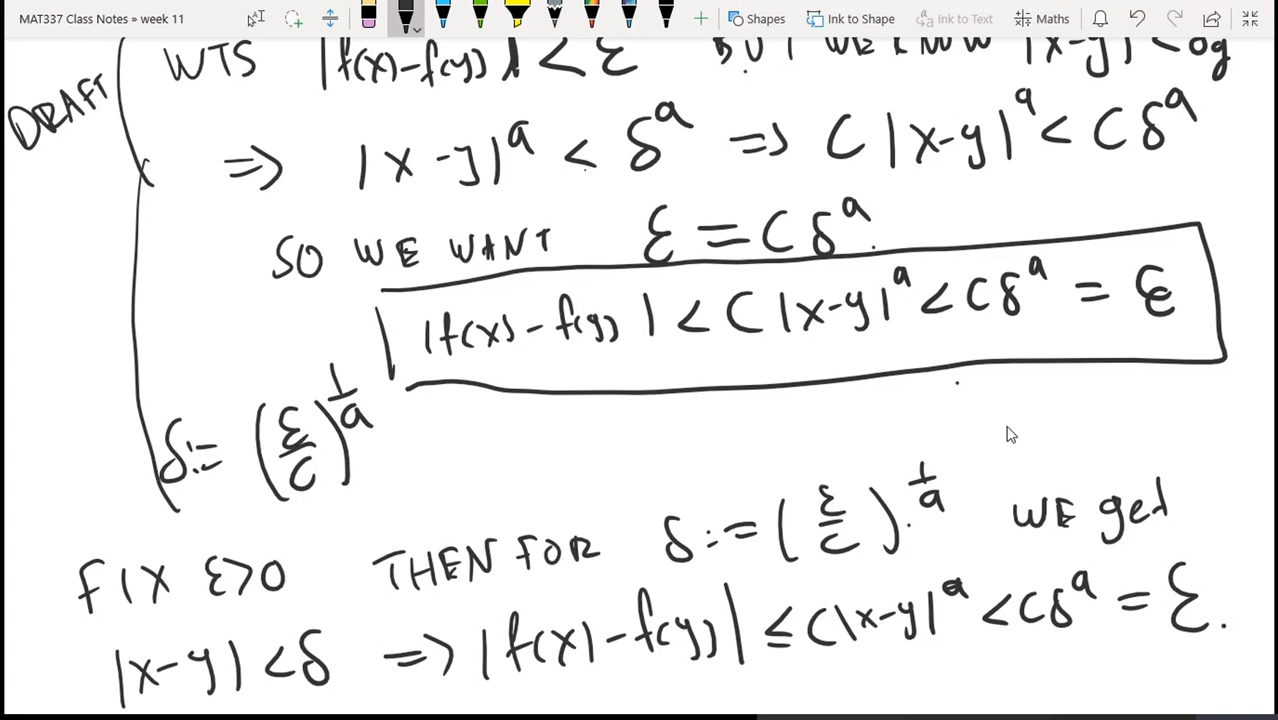 MAT337 Class Notes » week 11
Shapes Ink to Shape Ink to Text Maths
WTS |f(x)-f(y)| < ε BUT WE KNOW |x-y| <
DRAFT
=> |x-y|^a < δ^a => C|x-y|^a < Cδ^a
SO WE WANT ε = Cδ^a.
|f(x)-f(y)| < C|x-y|^a < Cδ^a = ε
δ:= (ε/C)^(1/a)
FIX ε>0 THEN FOR δ:= (ε/C)^(1/a) WE get
|x-y| < δ => |f(x)-f(y)| ≤ C|x-y|^a < Cδ^a = ε.